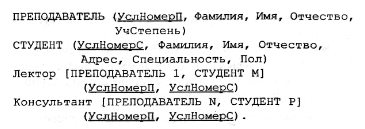 ПРЕПОДАВАТЕЛЬ (УслНомерП, Фамилия, Имя, Отчество,
УчСтепень)
СТУДЕНТ (УслНомерС, Фамилия, Имя, Отчество,
Адрес, Специальность, Пол)
Лектор [ПРЕПОДАВАТЕЛЬ 1, СТУДЕНТ М]
(УслНомерП, УслНомерС)
Консультант [ПРЕПОДАВАТЕЛЬ N, СТУДЕНТ Р]
(УслНомерП, УслНомерС).